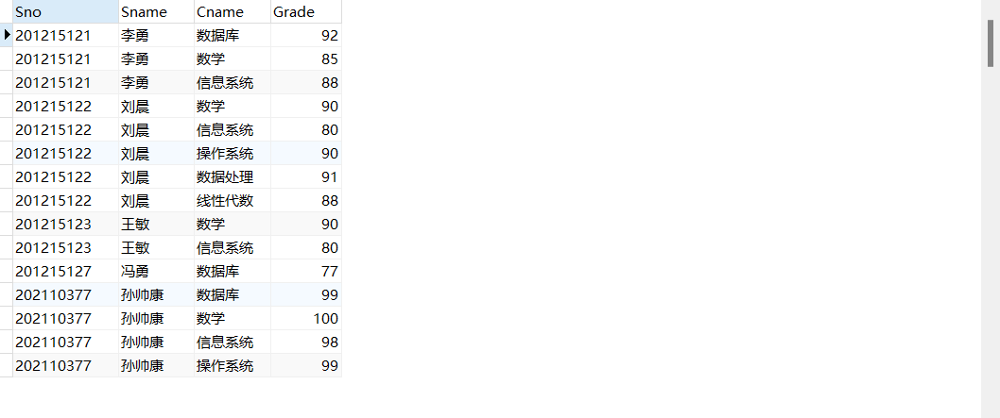 Sno Sname Cname Grade
201215121 李勇 数据库 92
201215121 李勇 数学 85
201215121 李勇 信息系统 88
201215122 刘晨 数学 90
201215122 刘晨 信息系统 80
201215122 刘晨 操作系统 90
201215122 刘晨 数据处理 91
201215122 刘晨 线性代数 88
201215123 王敏 数学 90
201215123 王敏 信息系统 80
201215127 冯勇 数据库 77
202110377 孙帅康 数据库 99
202110377 孙帅康 数学 100
202110377 孙帅康 信息系统 98
202110377 孙帅康 操作系统 99